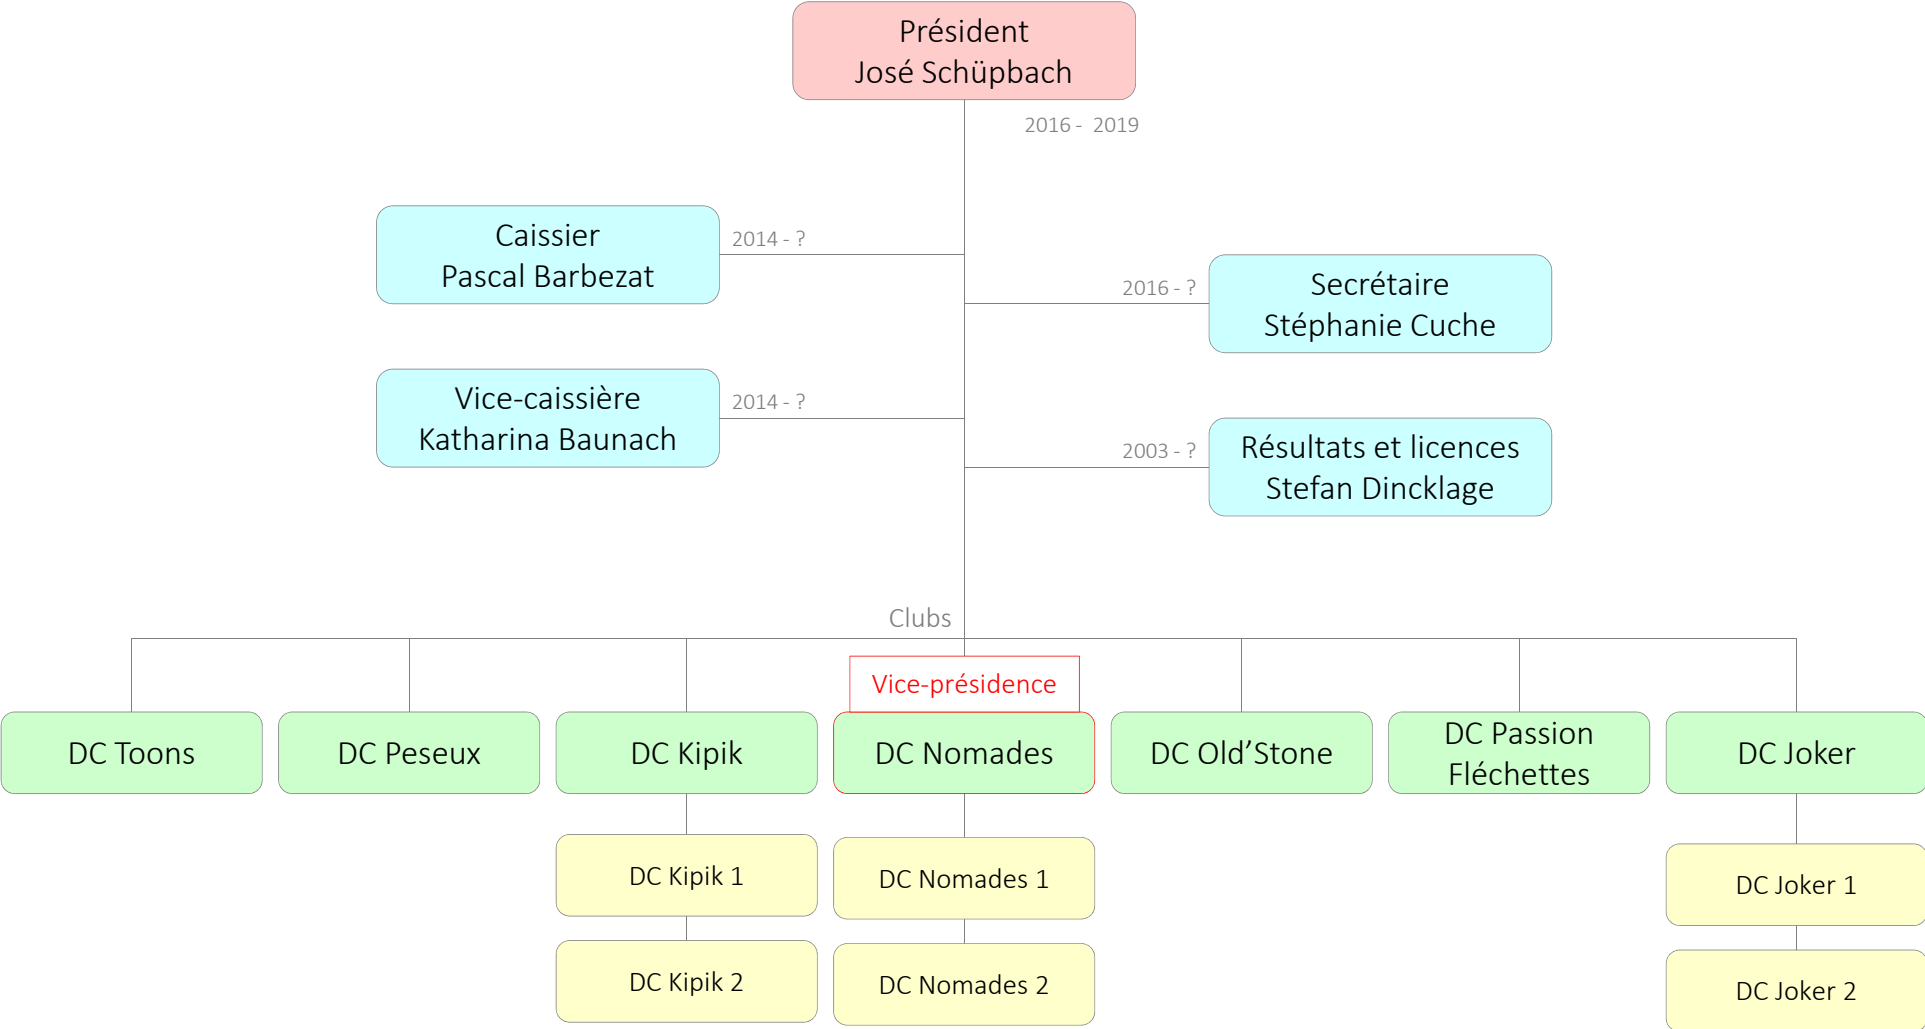 Président
José Schüpbach
2016 - 2019
Caissier
Pascal Barbezat
2014 - ?
2016 - ?
Secrétaire
Stéphanie Cuche
Vice-caissière
Katharina Baunach
2014 - ?
2003 - ?
Résultats et licences
Stefan Dincklage
Clubs
Vice-présidence
DC Toons
DC Peseux
DC Kipik
DC Nomades
DC Old’Stone
DC Passion
Fléchettes
DC Joker
DC Kipik 1
DC Nomades 1
DC Joker 1
DC Kipik 2
DC Nomades 2
DC Joker 2